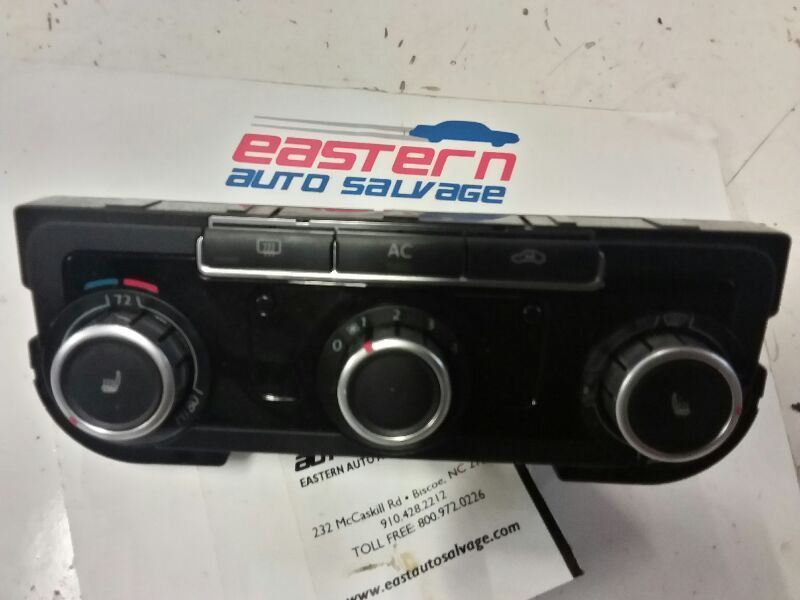 eastern
auto salvage
AC
72
0 1 2 3
EASTERN AUTO
232 McCaskill Rd • Biscoe, NC
910.428.2212
TOLL FREE: 800.972.0226
www.eastautosalvage.com